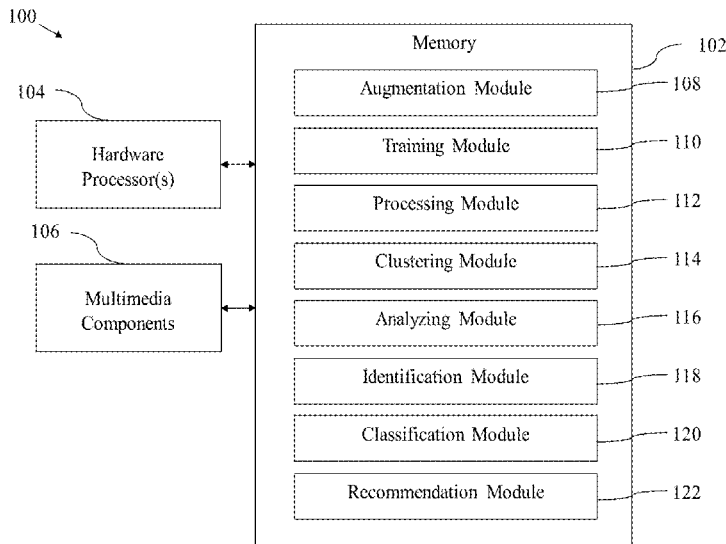 100
Memory
102
Augmentation Module
108
104
Training Module
110
Hardware
Processor(s)
Processing Module
112
106
Clustering Module
114
Multimedia
Components
Analyzing Module
116
Identification Module
118
Classification Module
120
Recommendation Module
122